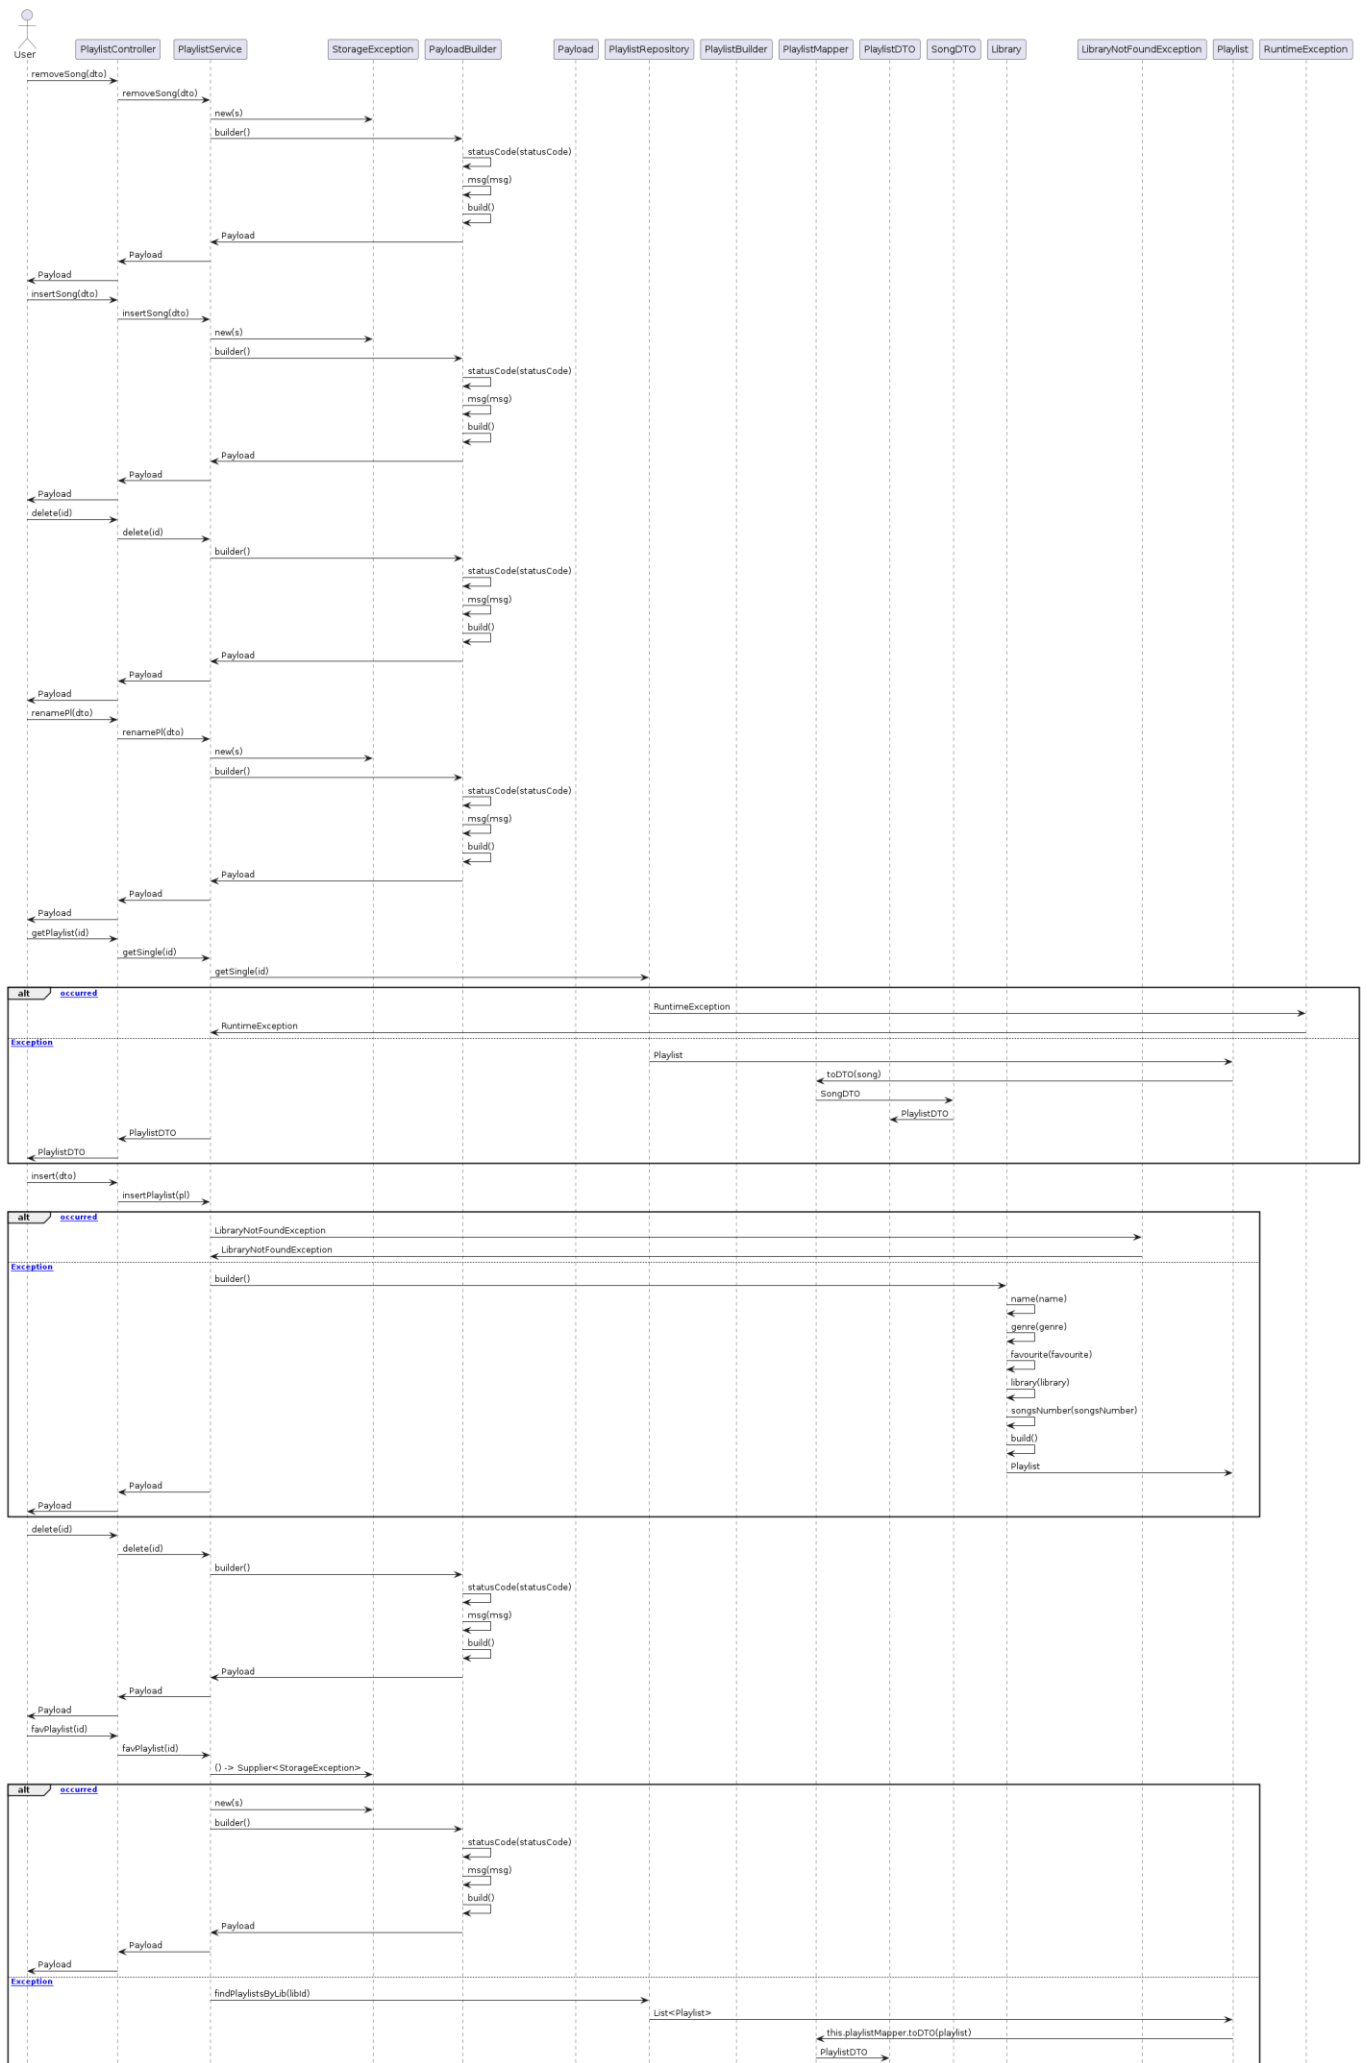 User
PlaylistController
PlaylistService
StorageException
PayloadBuilder
Payload
PlaylistRepository
PlaylistBuilder
PlaylistMapper
PlaylistDTO
SongDTO
Library
LibraryNotFoundException
Playlist
RuntimeException
removeSong(dto)
removeSong(dto)
new(s)
builder()
statusCode(statusCode)
msg(msg)
build()
Payload
Payload
Payload
insertSong(dto)
insertSong(dto)
new(s)
builder()
statusCode(statusCode)
msg(msg)
build()
Payload
Payload
Payload
delete(id)
delete(id)
builder()
statusCode(statusCode)
msg(msg)
build()
Payload
Payload
Payload
renamePl(dto)
renamePl(dto)
new(s)
builder()
statusCode(statusCode)
msg(msg)
build()
Payload
Payload
Payload
getPlaylist(id)
getSingle(id)
getSingle(id)
alt occurred
RuntimeException
RuntimeException
Exception
Playlist
toDTO(song)
SongDTO
PlaylistDTO
PlaylistDTO
PlaylistDTO
insert(dto)
insertPlaylist(pl)
alt occurred
LibraryNotFoundException
LibraryNotFoundException
Exception
builder()
name(name)
genre(genre)
favourite(favourite)
library(library)
songsNumber(songsNumber)
build()
Playlist
Payload
Payload
delete(id)
delete(id)
builder()
statusCode(statusCode)
msg(msg)
build()
Payload
Payload
Payload
favPlaylist(id)
favPlaylist(id)
() -> Supplier<StorageException>
alt occurred
new(s)
builder()
statusCode(statusCode)
msg(msg)
build()
Payload
Payload
Payload
Exception
findPlaylistsByLib(libId)
List<Playlist>
this.playlistMapper.toDTO(playlist)
PlaylistDTO